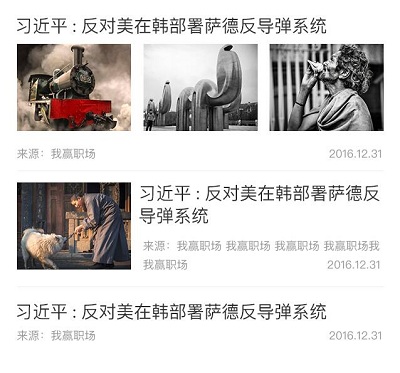 习近平：反对美在韩部署萨德反导弹系统
来源：我赢职场 2016.12.31
习近平：反对美在韩部署萨德反
导弹系统
来源：我赢职场 我赢职场 我赢职场 我赢职场我
我赢职场 2016.12.31
习近平：反对美在韩部署萨德反导弹系统
来源：我赢职场 2016.12.31